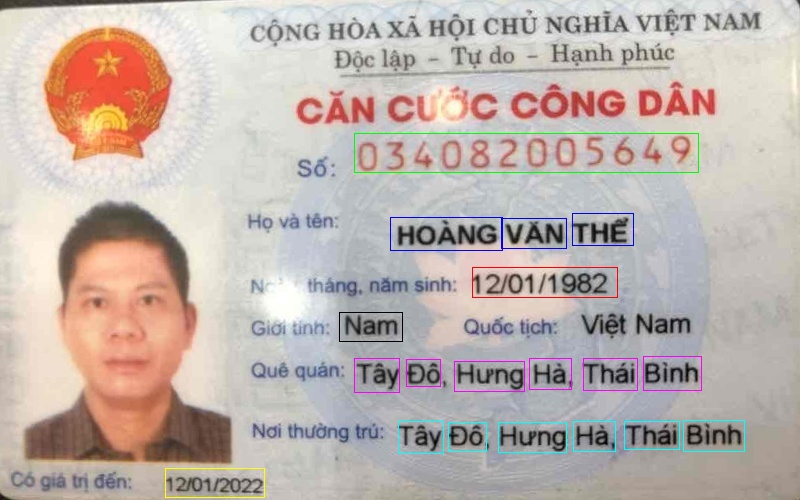 CỘNG HÒA XÃ HỘI CHỦ NGHĨA VIỆT NAM
Độc lập - Tự do - Hạnh phúc
CĂN CƯỚC CÔNG DÂN
Số: 034082005649
Họ và tên: HOÀNG VĂN THỂ
tháng, năm sinh: 12/01/1982
Giới tính: Nam Quốc tịch: Việt Nam
Quê quán: Tây Đô, Hưng Hà, Thái Bình
Nơi thường trú: Tây Đô, Hưng Hà, Thái Bình
Có giá trị đến: 12/01/2022